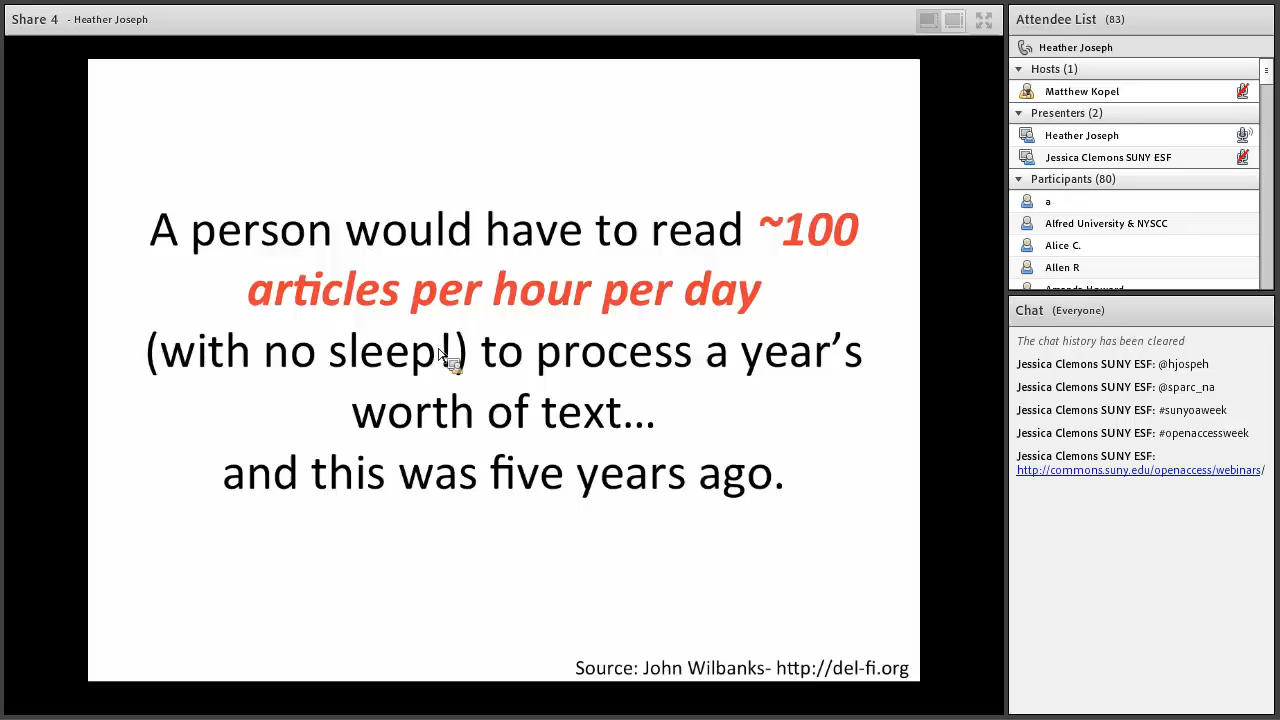 Share 4 - Heather Joseph
A person would have to read ~100
articles per hour per day
(with no sleep!) to process a year's
worth of text...
and this was five years ago.
Source: John Wilbanks- http://del-fi.org
Attendee List (83)
Heather Joseph
Hosts (1)
Matthew Kopel
Presenters (2)
Heather Joseph
Jessica Clemons SUNY ESF
Participants (80)
a
Alfred University & NYSCC
Alice C.
Allen R
Chat (Everyone)
The chat history has been cleared
Jessica Clemons SUNY ESF: @hjospeh
Jessica Clemons SUNY ESF: @sparc_na
Jessica Clemons SUNY ESF: #sunyoaweek
Jessica Clemons SUNY ESF: #openaccessweek
Jessica Clemons SUNY ESF:
http://commons.suny.edu/openaccess/webinars/